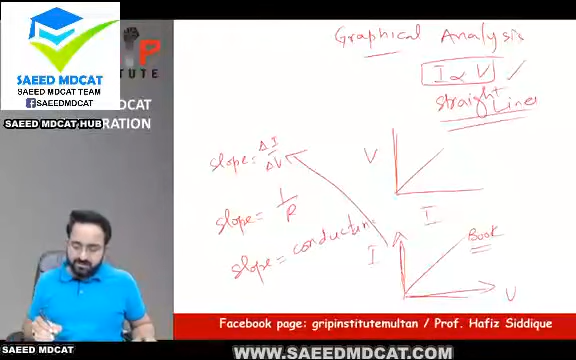 Graphical Analysis
I ∝ V ✓
straight Line
SAEED MDCAT
SAEED MDCAT TEAM
SAEEDMDCAT
SAEED MDCAT HUB
P
TUTE
MDCAT
RATION
slope = ΔI/ΔV
slope = 1/R
slope = conductan
V
I
I
Book
V
Facebook page: gripinstitutemultan / Prof. Hafiz Siddique
SAEED MDCAT
WWW.SAEEDMDCAT.COM